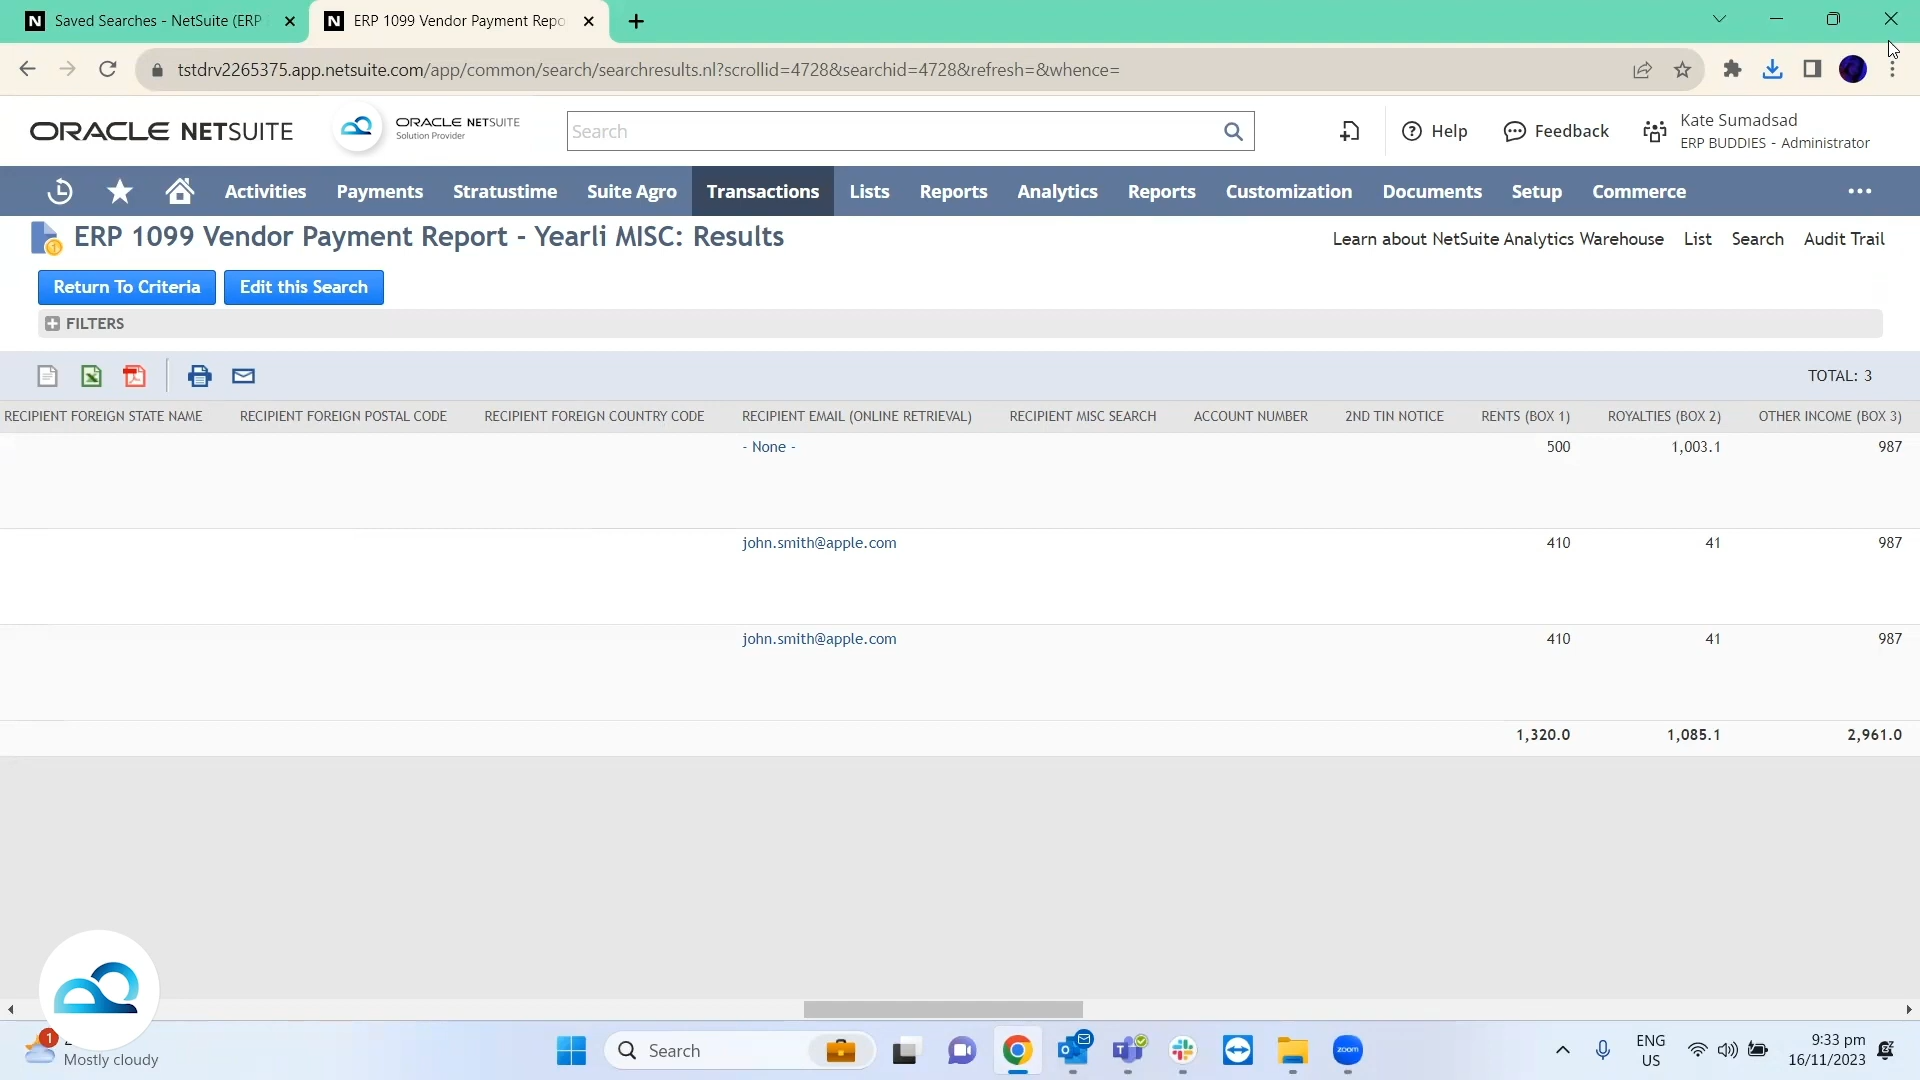 Saved Searches - NetSuite (ERP
ERP 1099 Vendor Payment Repo
tstdrv2265375.app.netsuite.com/app/common/search/searchresults.nl?scrollid=4728&searchid=4728&refresh=&whence=
ORACLE NETSUITE
ORACLE NETSUITE
Solution Provider
Search
Help
Feedback
Kate Sumadsad
ERP BUDDIES - Administrator
Activities Payments Stratustime Suite Agro Transactions Lists Reports Analytics Reports Customization Documents Setup Commerce
ERP 1099 Vendor Payment Report - Yearli MISC: Results
Learn about NetSuite Analytics Warehouse List Search Audit Trail
Return To Criteria Edit this Search
FILTERS
TOTAL: 3
RECIPIENT FOREIGN STATE NAME RECIPIENT FOREIGN POSTAL CODE RECIPIENT FOREIGN COUNTRY CODE RECIPIENT EMAIL (ONLINE RETRIEVAL) RECIPIENT MISC SEARCH ACCOUNT NUMBER 2ND TIN NOTICE RENTS (BOX 1) ROYALTIES (BOX 2) OTHER INCOME (BOX 3)
- None - 500 1,003.1 987
john.smith@apple.com 410 41 987
john.smith@apple.com 410 41 987
1,320.0 1,085.1 2,961.0
1
Mostly cloudy
Search
zoom
ENG
US
9:33 pm
16/11/2023